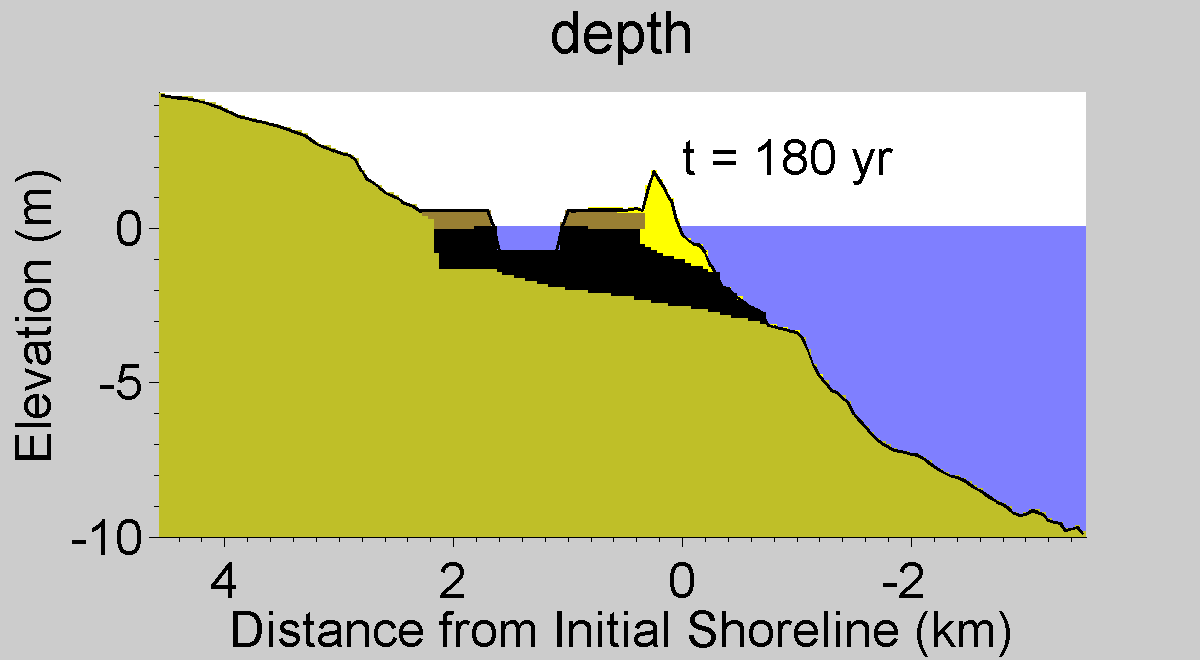 depth
t = 180 yr
Elevation (m)
0
-5
-10
4 2 0 -2
Distance from Initial Shoreline (km)